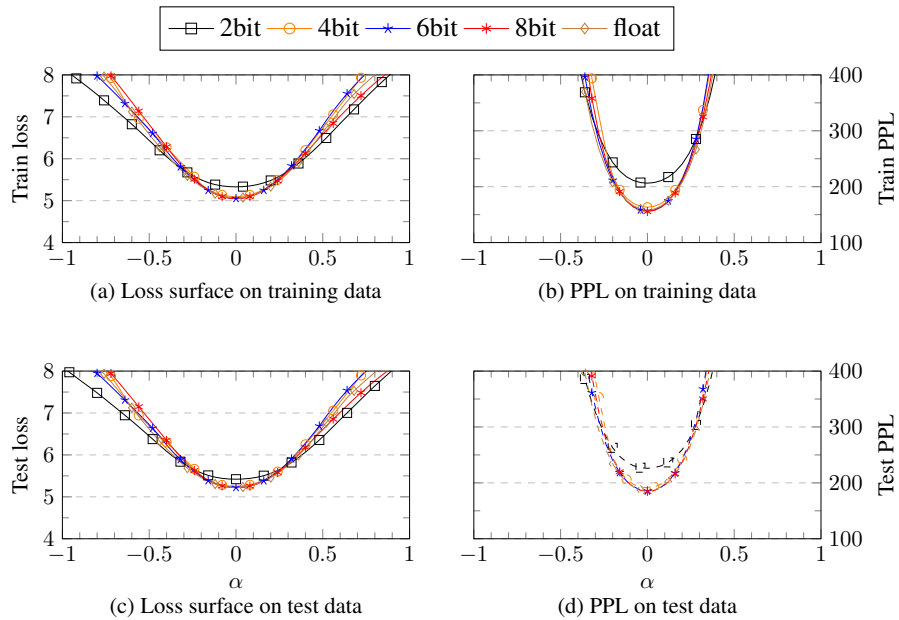 2bit 4bit 6bit 8bit float
8
7
6
5
4
Train loss
−1 −0.5 0 0.5 1
(a) Loss surface on training data
400
300
200
100
Train PPL
−1 −0.5 0 0.5 1
(b) PPL on training data
8
7
6
5
4
Test loss
−1 −0.5 0 0.5 1
α
(c) Loss surface on test data
400
300
200
100
Test PPL
−1 −0.5 0 0.5 1
α
(d) PPL on test data